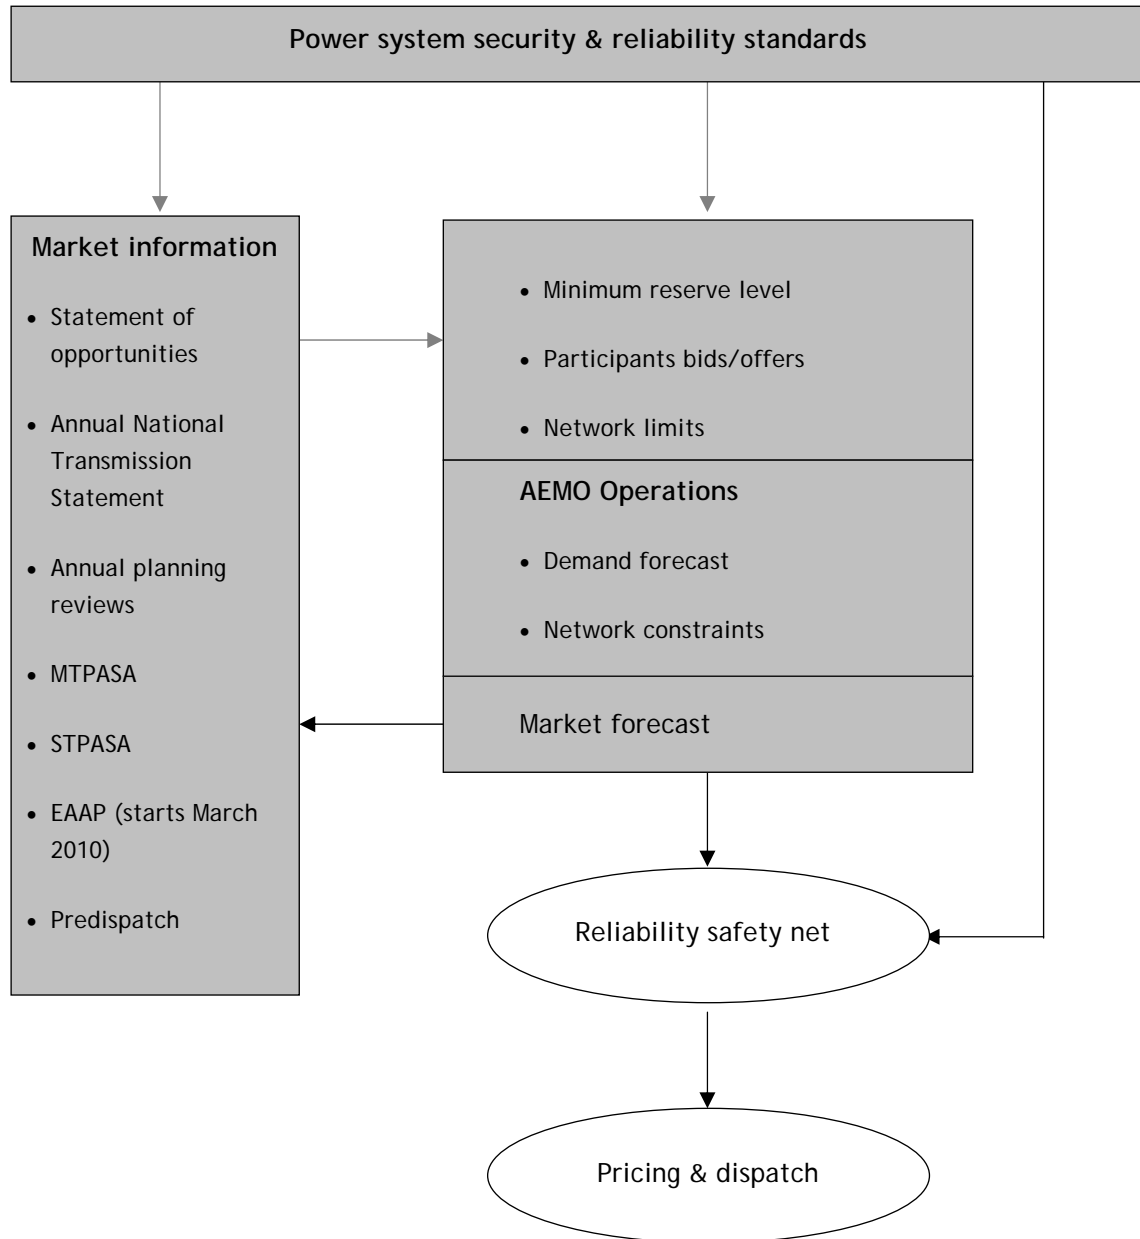 Power system security & reliability standards
Market information
• Statement of
opportunities
• Annual National
Transmission
Statement
• Annual planning
reviews
• MTPASA
• STPASA
• EAAP (starts March
2010)
• Predispatch
• Minimum reserve level
• Participants bids/offers
• Network limits
AEMO Operations
• Demand forecast
• Network constraints
Market forecast
Reliability safety net
Pricing & dispatch